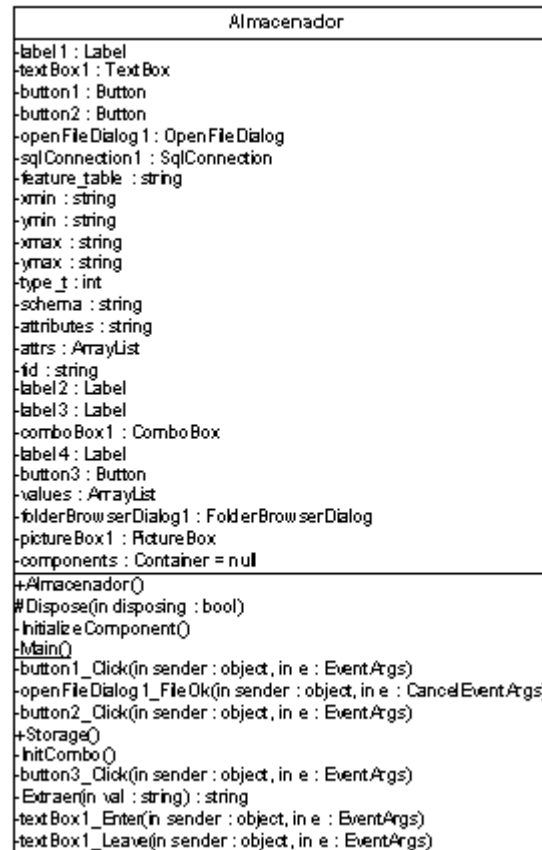 Almacenador
-label1 : Label
-textBox1 : TextBox
-button1 : Button
-button2 : Button
-openFileDialog1 : OpenFileDialog
-sqlConnection1 : SqlConnection
-feature_table : string
-xmin : string
-ymin : string
-xmax : string
-ymax : string
-type_t : int
-schema : string
-attributes : string
-attrs : ArrayList
-fid : string
-label2 : Label
-label3 : Label
-comboBox1 : ComboBox
-label4 : Label
-button3 : Button
-values : ArrayList
-folderBrowserDialog1 : FolderBrowserDialog
-pictureBox1 : PictureBox
-components : Container = null
+Almacenador()
#Dispose(in disposing : bool)
-InitializeComponent()
-Main()
-button1_Click(in sender : object, in e : EventArgs)
-openFileDialog1_FileOk(in sender : object, in e : CancelEventArgs)
-button2_Click(in sender : object, in e : EventArgs)
+Storage()
-InitCombo()
-button3_Click(in sender : object, in e : EventArgs)
-Extraer(in val : string) : string
-textBox1_Enter(in sender : object, in e : EventArgs)
-textBox1_Leave(in sender : object, in e : EventArgs)